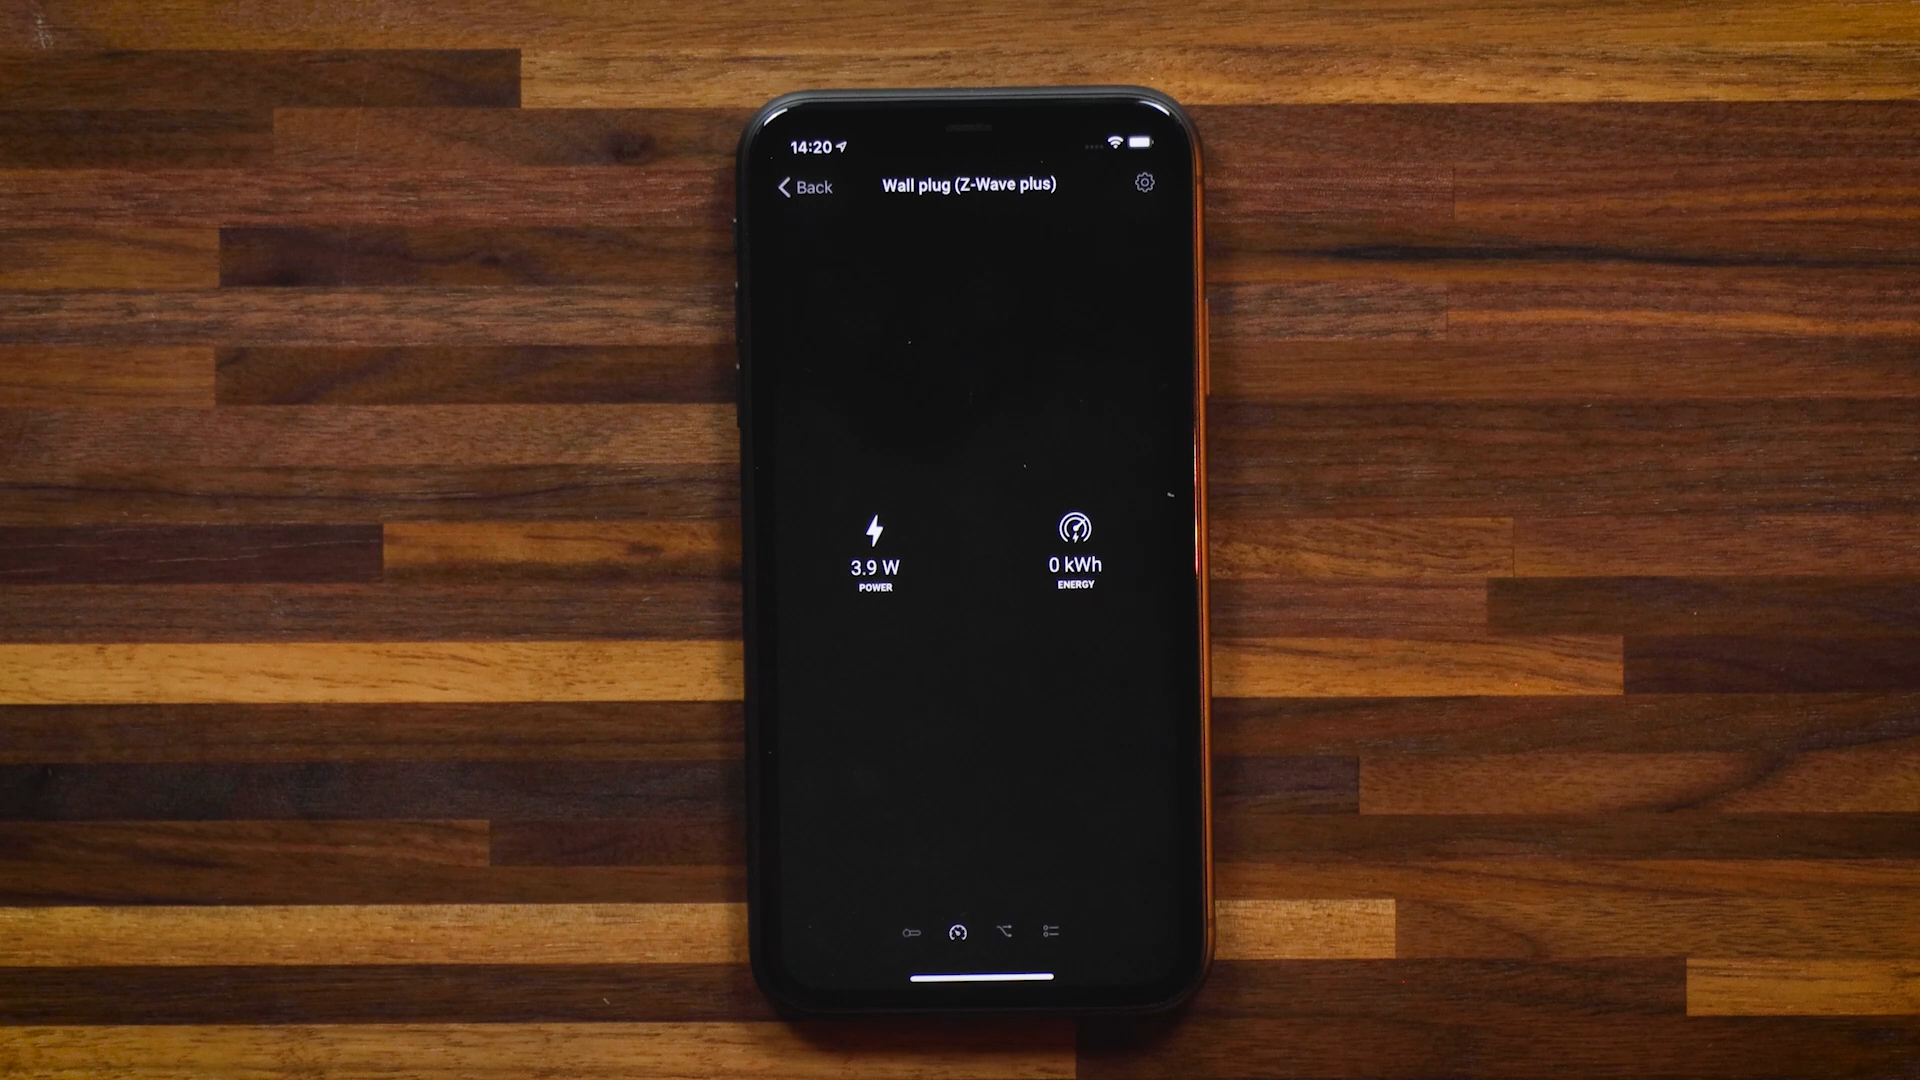 14:20
Back
Wall plug (Z-Wave plus)
3.9 W
POWER
0 kWh
ENERGY